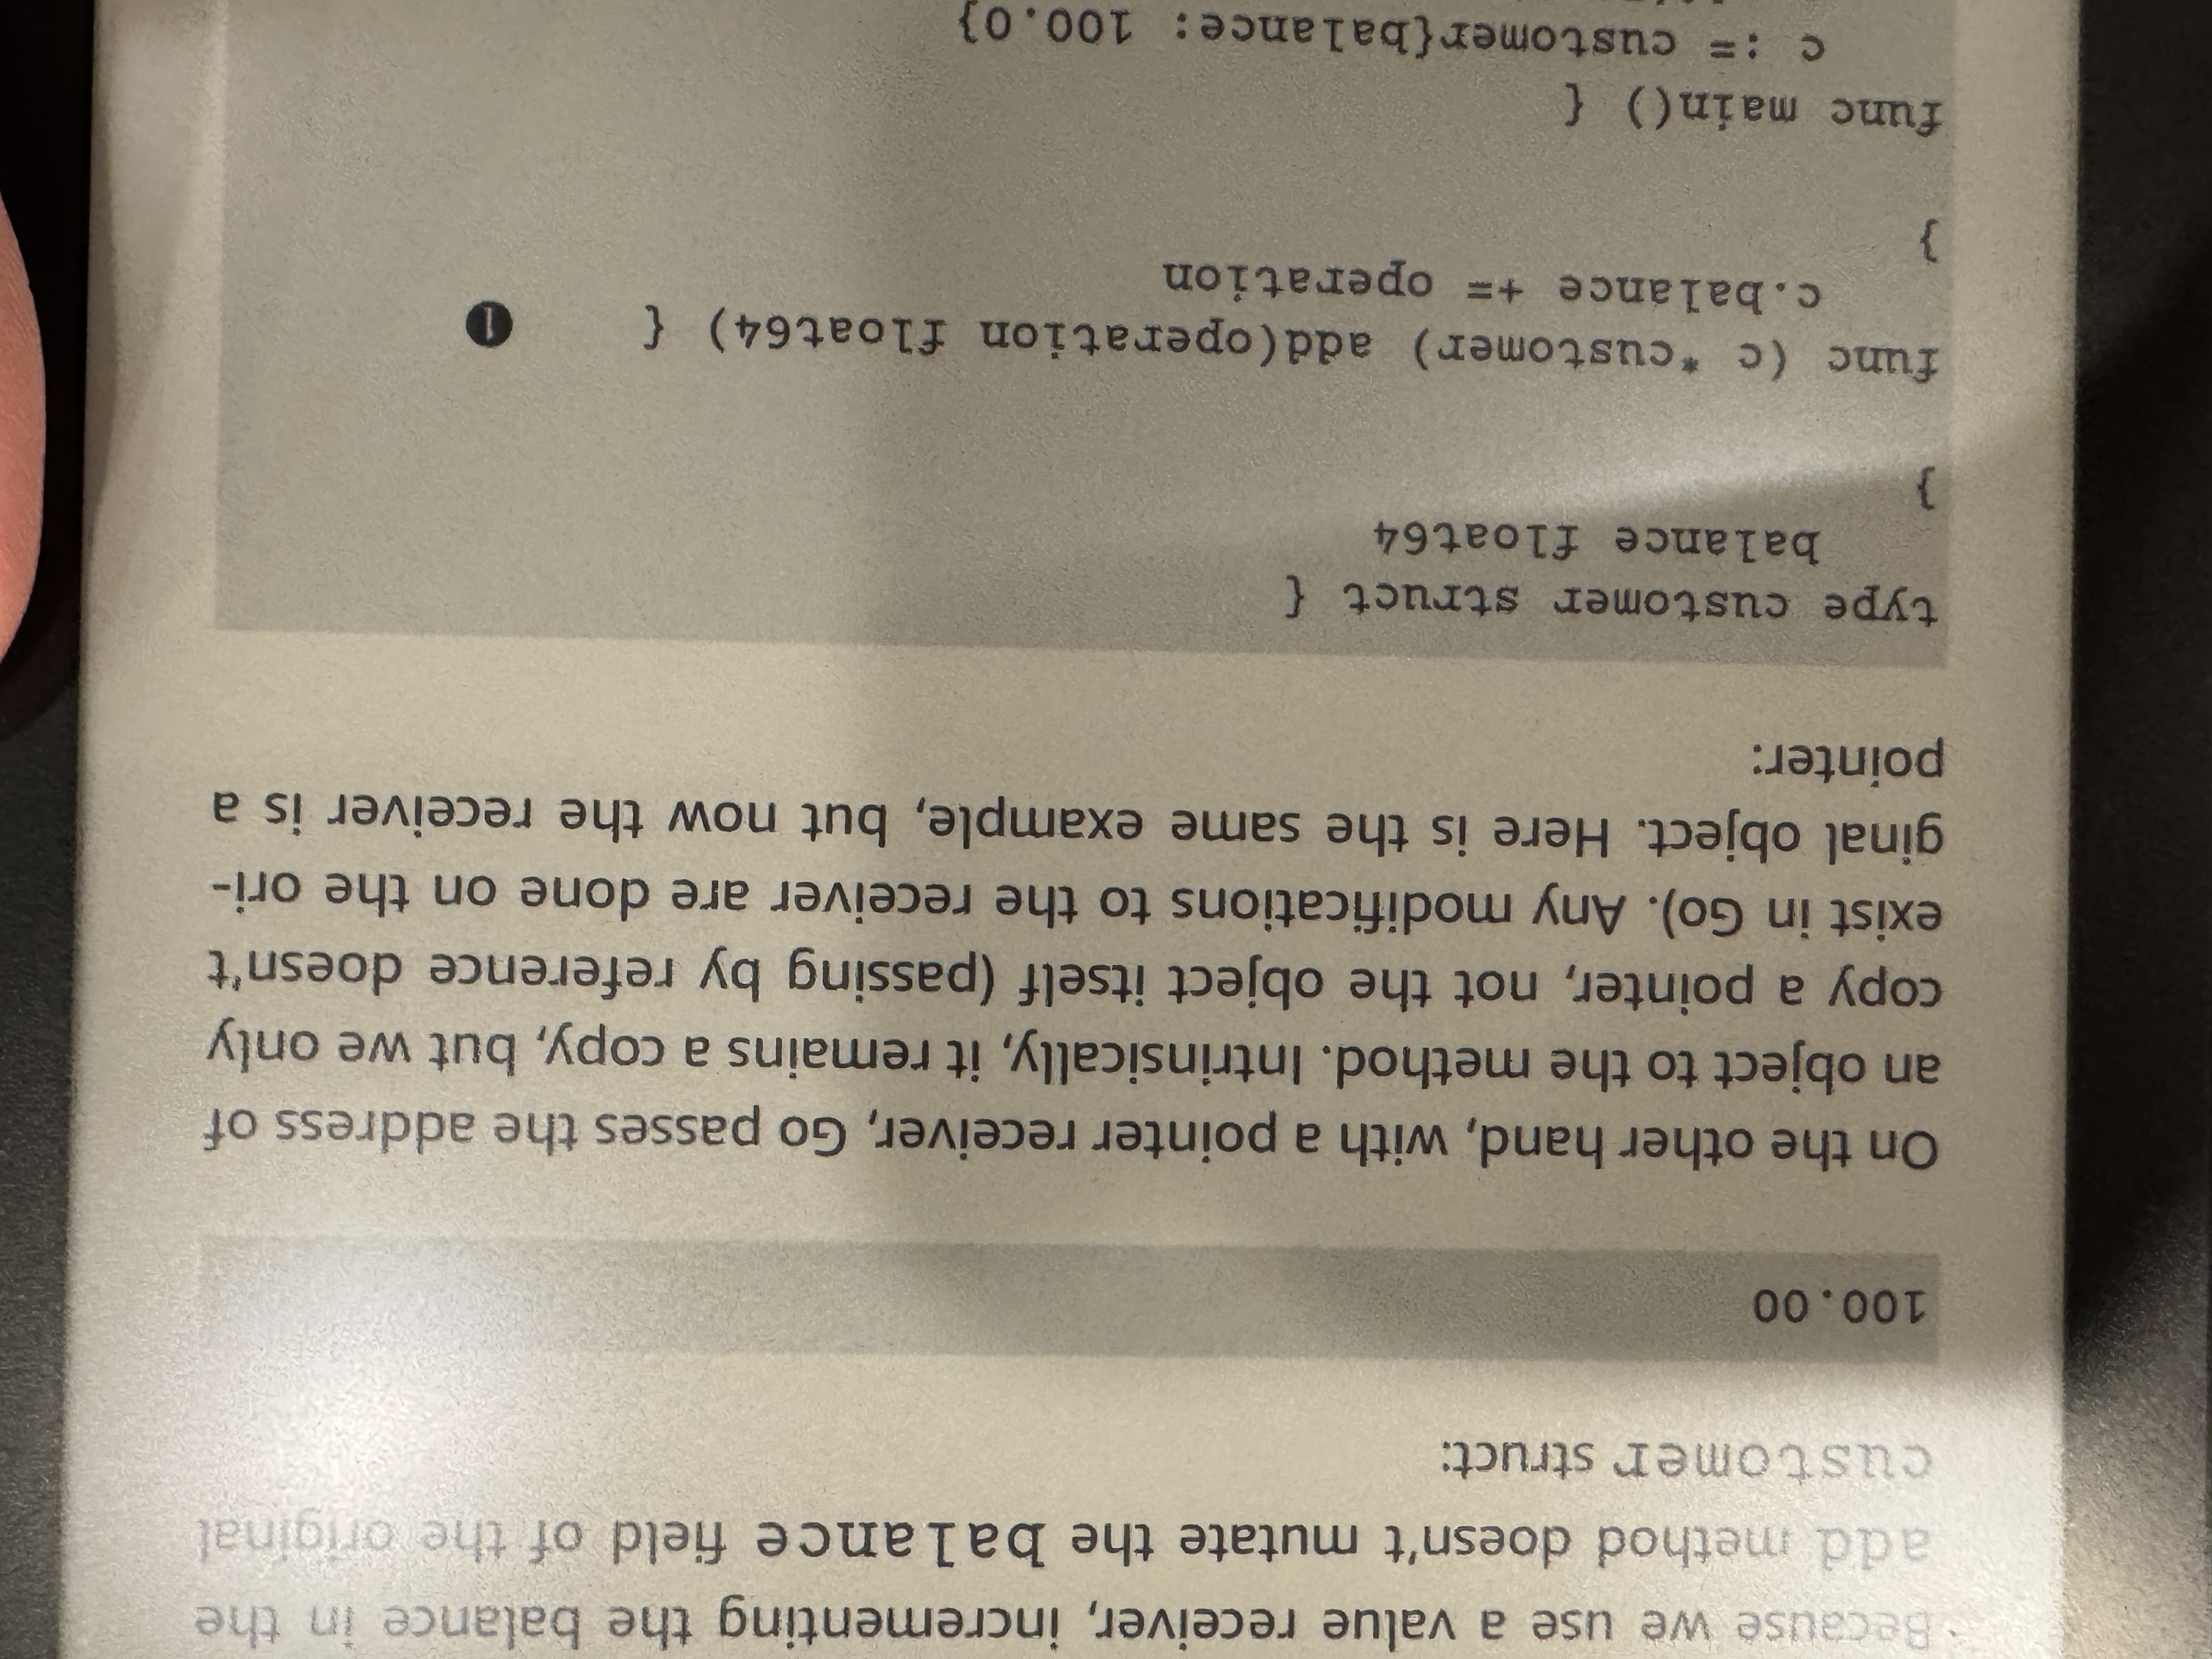 Because we use a value receiver, incrementing the balance in the
add method doesn't mutate the balance field of the original
customer struct:
100.00
On the other hand, with a pointer receiver, Go passes the address of
an object to the method. Intrinsically, it remains a copy, but we only
copy a pointer, not the object itself (passing by reference doesn't
exist in Go). Any modifications to the receiver are done on the ori-
ginal object. Here is the same example, but now the receiver is a
pointer:
type customer struct {
    balance float64
}
func (c *customer) add(operation float64) { ❶
    c.balance += operation
}
func main() {
    c := customer{balance: 100.0}